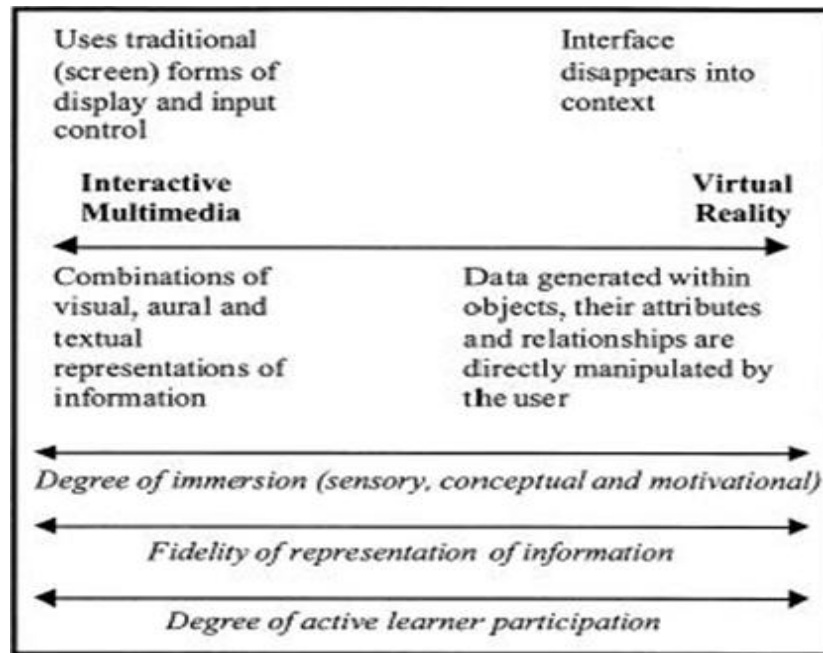 Uses traditional
(screen) forms of
display and input
control
Interface
disappears into
context
Interactive
Multimedia
Virtual
Reality
Combinations of
visual, aural and
textual
representations of
information
Data generated within
objects, their attributes
and relationships are
directly manipulated by
the user
Degree of immersion (sensory, conceptual and motivational)
Fidelity of representation of information
Degree of active learner participation